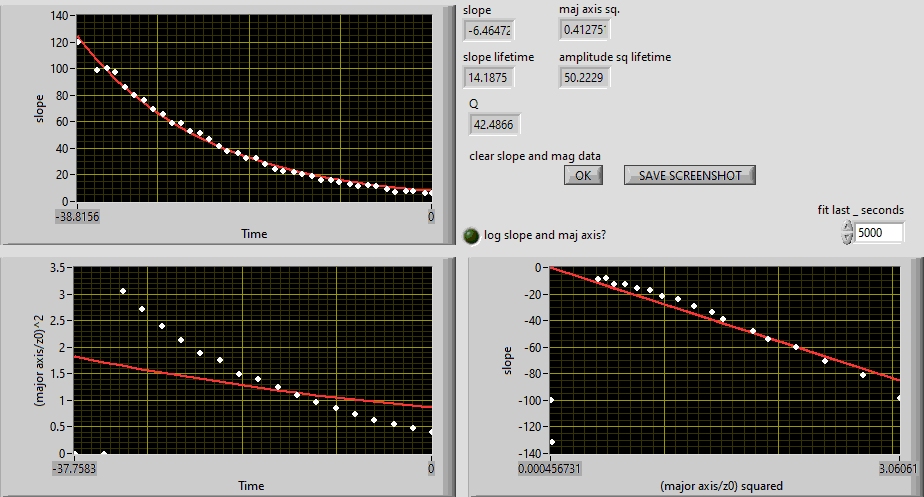 140
120
100
80
60
40
20
0
slope
-38.8156
0
Time
slope
-6.46472
maj axis sq.
0.41275
slope lifetime
14.1875
amplitude sq lifetime
50.2229
Q
42.4866
clear slope and mag data
OK
SAVE SCREENSHOT
fit last _ seconds
5000
log slope and maj axis?
3.5
3
2.5
2
1.5
1
0.5
0
(major axis/z0))^2
-37.7583
0
Time
0
-20
-40
-60
-80
-100
-120
-140
slope
0.000456731
3.06061
(major axis/z0) squared